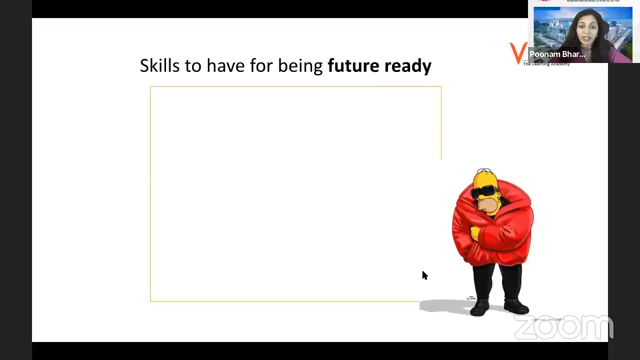 Skills to have for being future ready
V
Poonam Bhar...
The Learning Academy
zoom